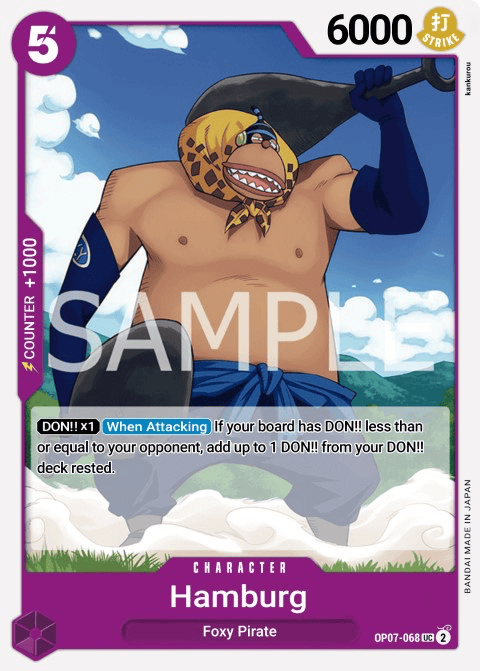 5
6000
打
STRIKE
kankurou
COUNTER +1000
SAMPLE
DON!! ×1 When Attacking If your board has DON!! less than
or equal to your opponent, add up to 1 DON!! from your DON!!
deck rested.
BANDAI MADE IN JAPAN
CHARACTER
Hamburg
Foxy Pirate
OP07-068 UC 2